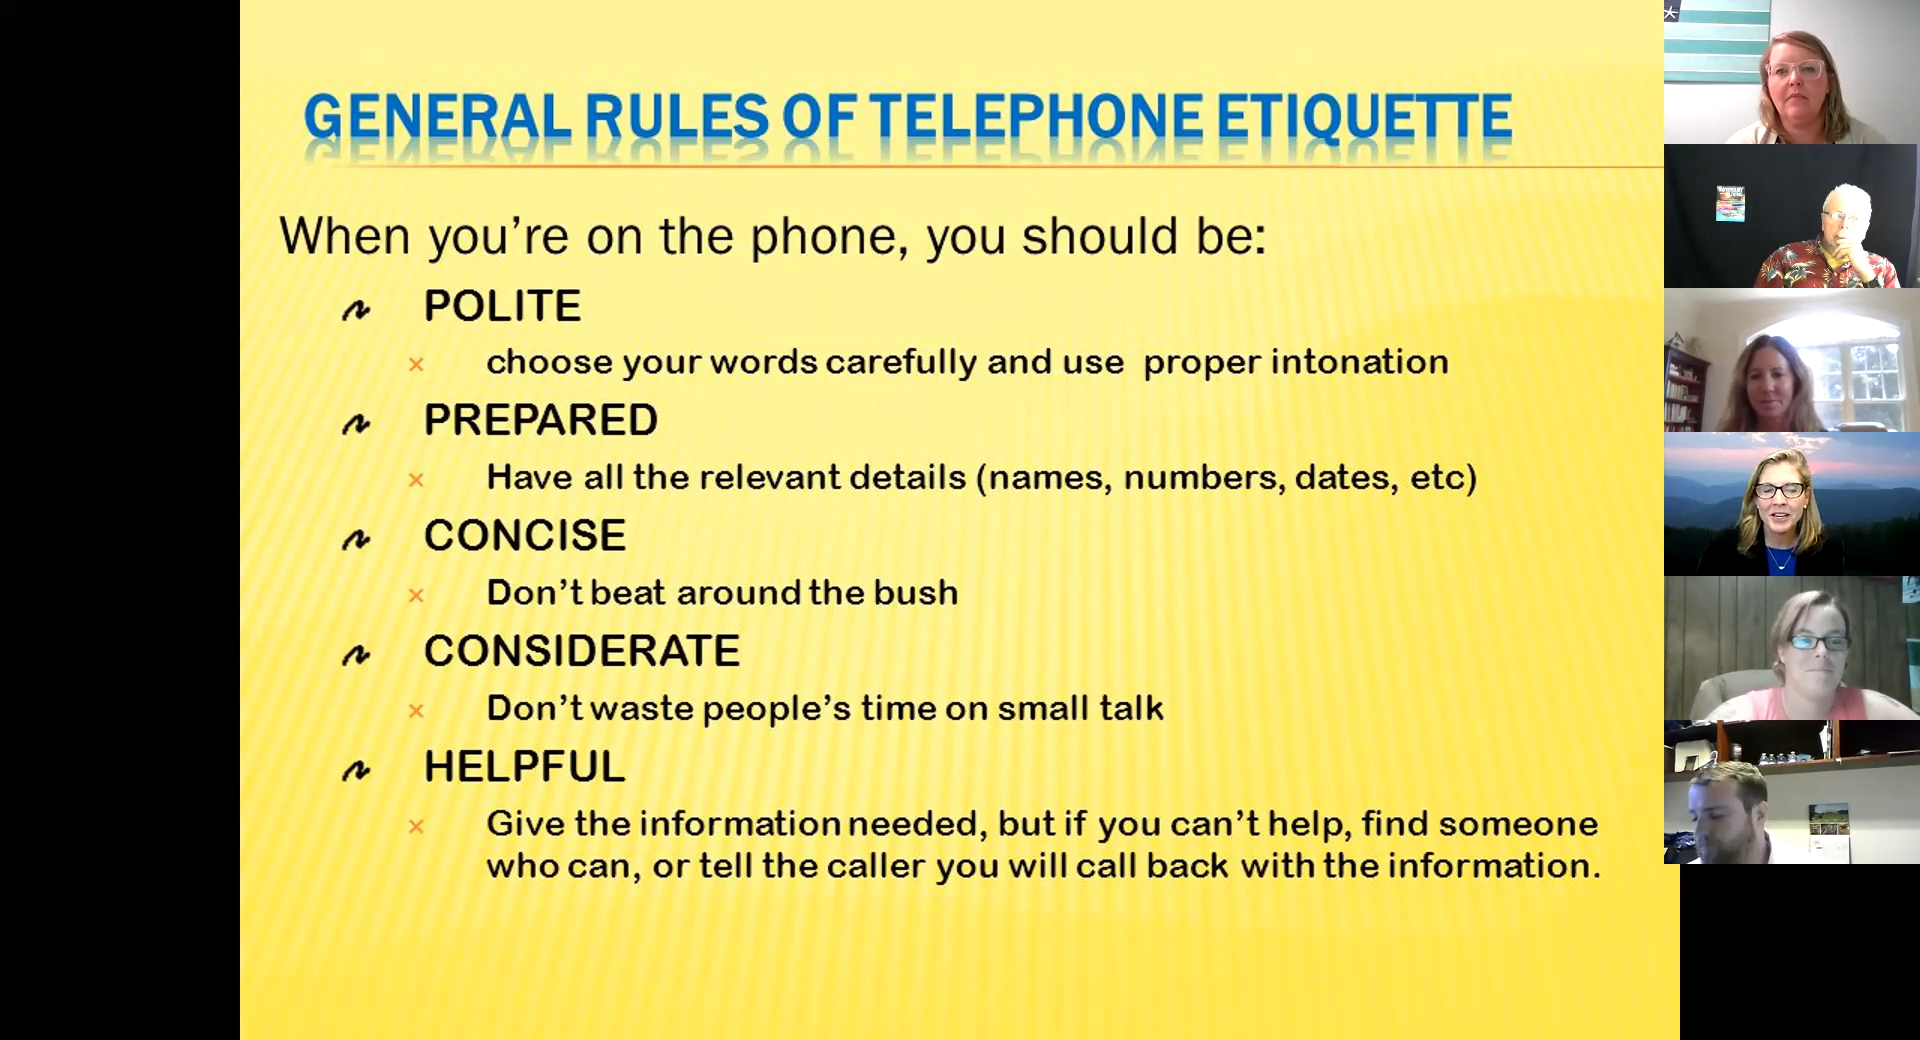 GENERAL RULES OF TELEPHONE ETIQUETTE
When you're on the phone, you should be:
POLITE
choose your words carefully and use proper intonation
PREPARED
Have all the relevant details (names, numbers, dates, etc)
CONCISE
Don't beat around the bush
CONSIDERATE
Don't waste people's time on small talk
HELPFUL
Give the information needed, but if you can't help, find someone
who can, or tell the caller you will call back with the information.